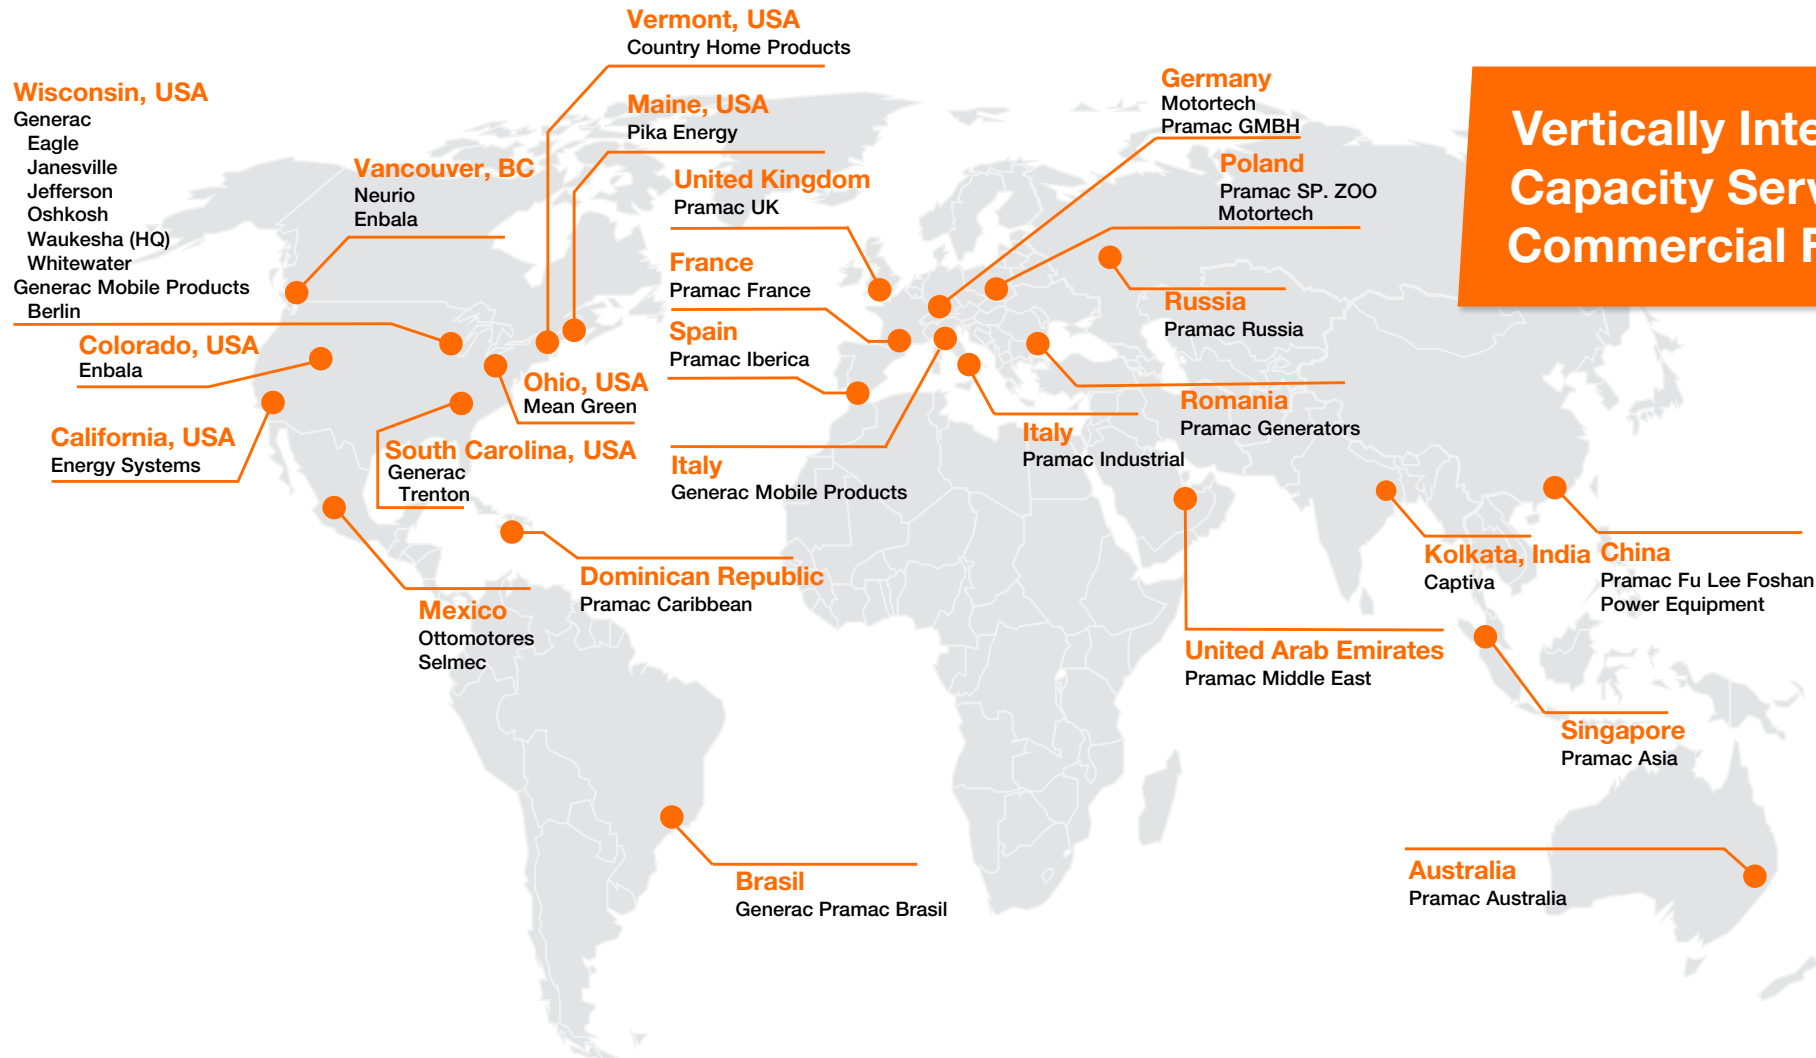 Vermont, USA
Country Home Products
Wisconsin, USA
Generac
Eagle
Janesville
Jefferson
Oshkosh
Waukesha (HQ)
Whitewater
Generac Mobile Products
Berlin
Maine, USA
Pika Energy
Vancouver, BC
Neurio
Enbala
Germany
Motortech
Pramac GMBH
Vertically Inte
Capacity Serv
Commercial
United Kingdom
Pramac UK
Poland
Pramac SP. ZOO
Motortech
France
Pramac France
Russia
Pramac Russia
Colorado, USA
Enbala
Spain
Pramac Iberica
Ohio, USA
Mean Green
California, USA
Energy Systems
South Carolina, USA
Generac
Trenton
Italy
Generac Mobile Products
Italy
Pramac Industrial
Romania
Pramac Generators
Dominican Republic
Pramac Caribbean
Mexico
Ottomotores
Selmec
Kolkata, India
Captiva
China
Pramac Fu Lee Foshan
Power Equipment
United Arab Emirates
Pramac Middle East
Singapore
Pramac Asia
Brasil
Generac Pramac Brasil
Australia
Pramac Australia